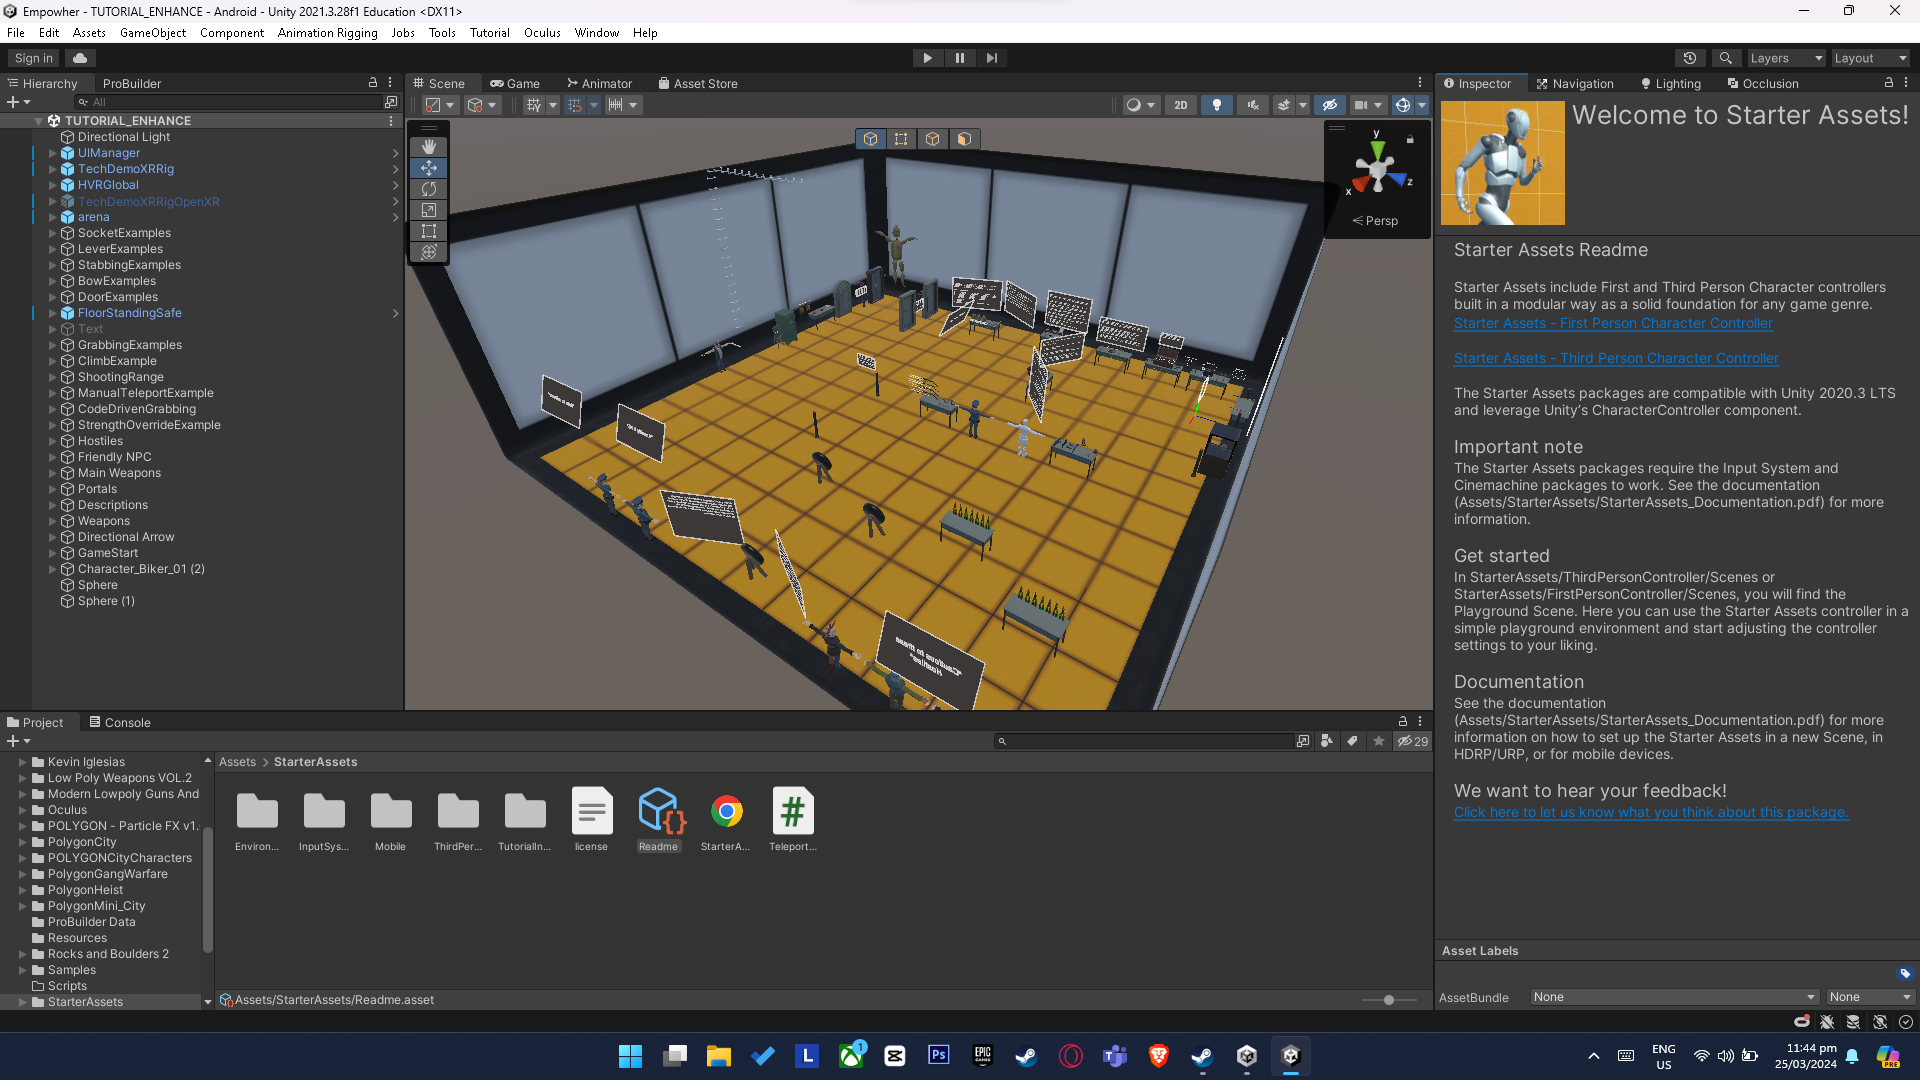 Empowher - TUTORIAL_ENHANCE - Android - Unity 2021.3.28f1 Education <DX11>
File Edit Assets GameObject Component Animation Rigging Jobs Tools Tutorial Oculus Window Help
Sign in
Layers Layout
Hierarchy ProBuilder
All
TUTORIAL_ENHANCE
Directional Light
UIManager
TechDemoXRRig
HVRGlobal
TechDemoXRRigOpenXR
arena
SocketExamples
LeverExamples
StabbingExamples
BowExamples
DoorExamples
FloorStandingSafe
Text
GrabbingExamples
ClimbExample
ShootingRange
ManualTeleportExample
CodeDrivenGrabbing
StrengthOverrideExample
Hostiles
Friendly NPC
Main Weapons
Portals
Descriptions
Weapons
Directional Arrow
GameStart
Character_Biker_01 (2)
Sphere
Sphere (1)
Scene Game Animator Asset Store
2D
y
x
z
Persp
Inspector Navigation Lighting Occlusion
Welcome to Starter Assets!
Starter Assets Readme
Starter Assets include First and Third Person Character controllers
built in a modular way as a solid foundation for any game genre.
Starter Assets - First Person Character Controller
Starter Assets - Third Person Character Controller
The Starter Assets packages are compatible with Unity 2020.3 LTS
and leverage Unity's CharacterController component.
Important note
The Starter Assets packages require the Input System and
Cinemachine packages to work. See the documentation
(Assets/StarterAssets/StarterAssets_Documentation.pdf) for more
information.
Get started
In StarterAssets/ThirdPersonController/Scenes or
StarterAssets/FirstPersonController/Scenes, you will find the
Playground Scene. Here you can use the Starter Assets controller in a
simple playground environment and start adjusting the controller
settings to your liking.
Documentation
See the documentation
(Assets/StarterAssets/StarterAssets_Documentation.pdf) for more
information on how to set up the Starter Assets in a new Scene, in
HDRP/URP, or for mobile devices.
We want to hear your feedback!
Click here to let us know what you think about this package.
Asset Labels
AssetBundle None None
Project Console
29
Kevin Iglesias
Low Poly Weapons VOL.2
Modern Lowpoly Guns And
Oculus
POLYGON - Particle FX v1.
PolygonCity
POLYGONCityCharacters
PolygonGangWarfare
PolygonHeist
PolygonMini_City
ProBuilder Data
Resources
Rocks and Boulders 2
Samples
Scripts
StarterAssets
Assets > StarterAssets
Environ... InputSys... Mobile ThirdPer... TutorialIn... license Readme StarterA... Teleport...
Assets/StarterAssets/Readme.asset
L
1
Ps
EPIC
GAMES
ENG
US
11:44 pm
25/03/2024
PRE